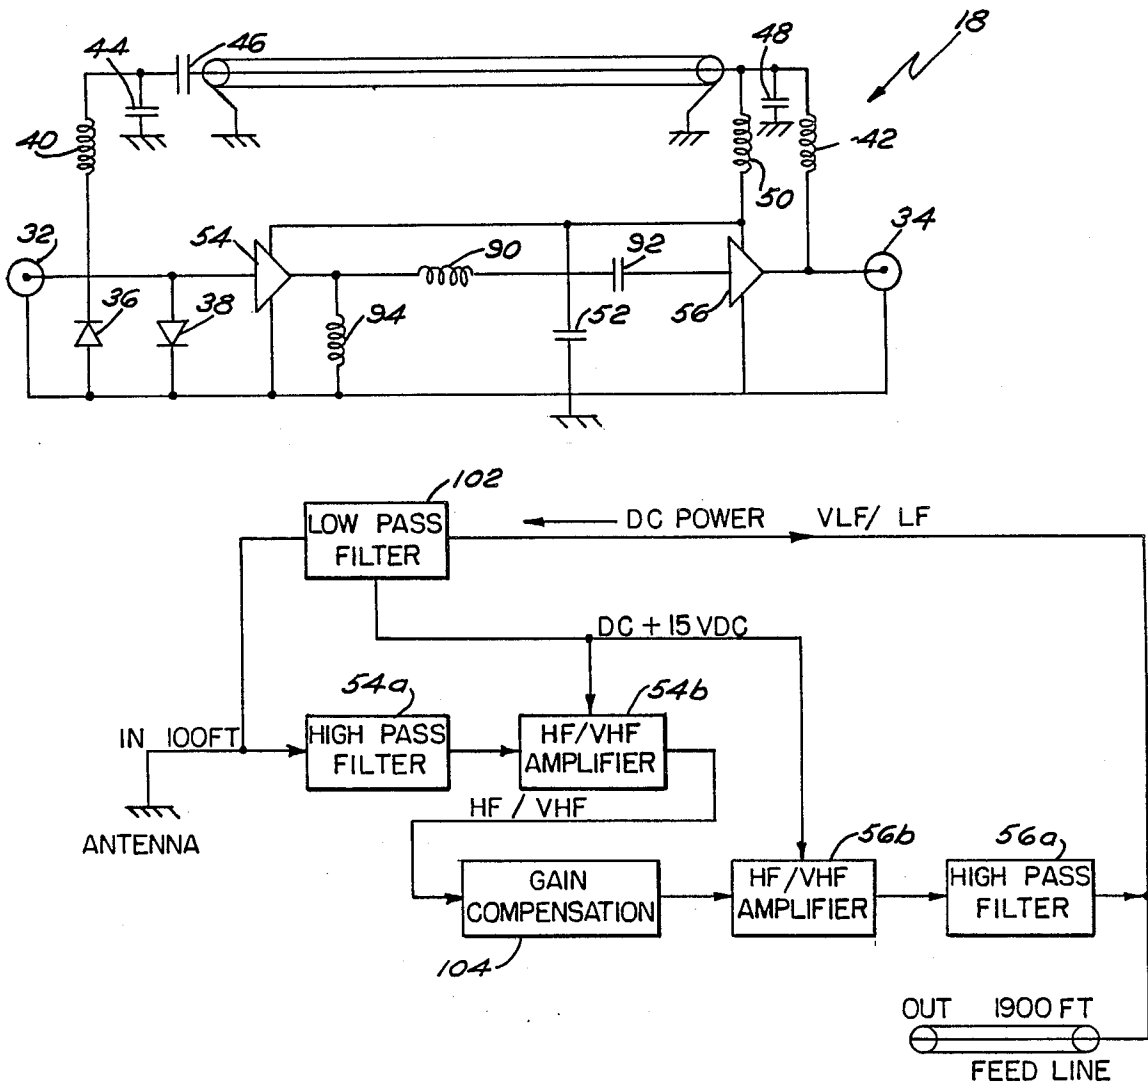 44
46
48
18
40
42
50
32
54
90
92
34
36
38
94
52
56
102
LOW PASS
FILTER
DC POWER VLF/ LF
DC + 15 VDC
54a
54b
IN 100FT
HIGH PASS
FILTER
HF/VHF
AMPLIFIER
HF / VHF
ANTENNA
56b
56a
GAIN
COMPENSATION
HF/VHF
AMPLIFIER
HIGH PASS
FILTER
104
OUT 1900 FT
FEED LINE